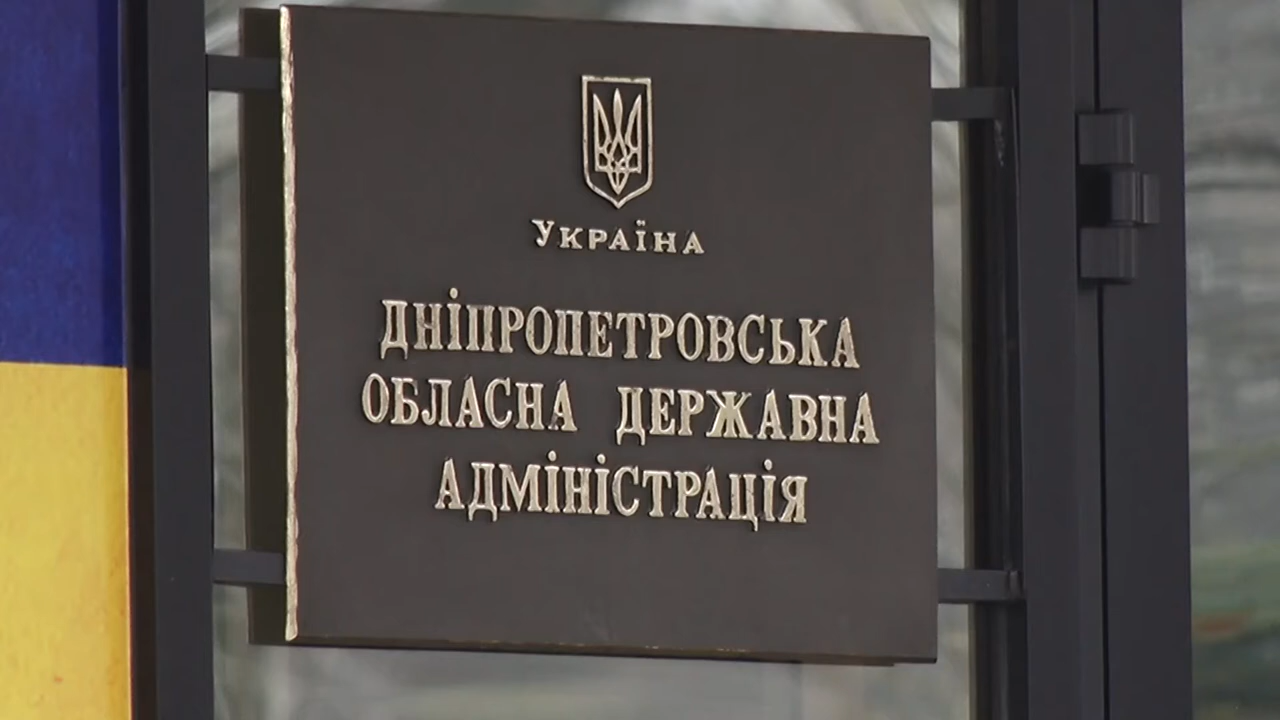 Україна
ДНІПРОПЕТРОВСЬКА
ОБЛАСНА ДЕРЖАВНА
АДМІНІСТРАЦІЯ